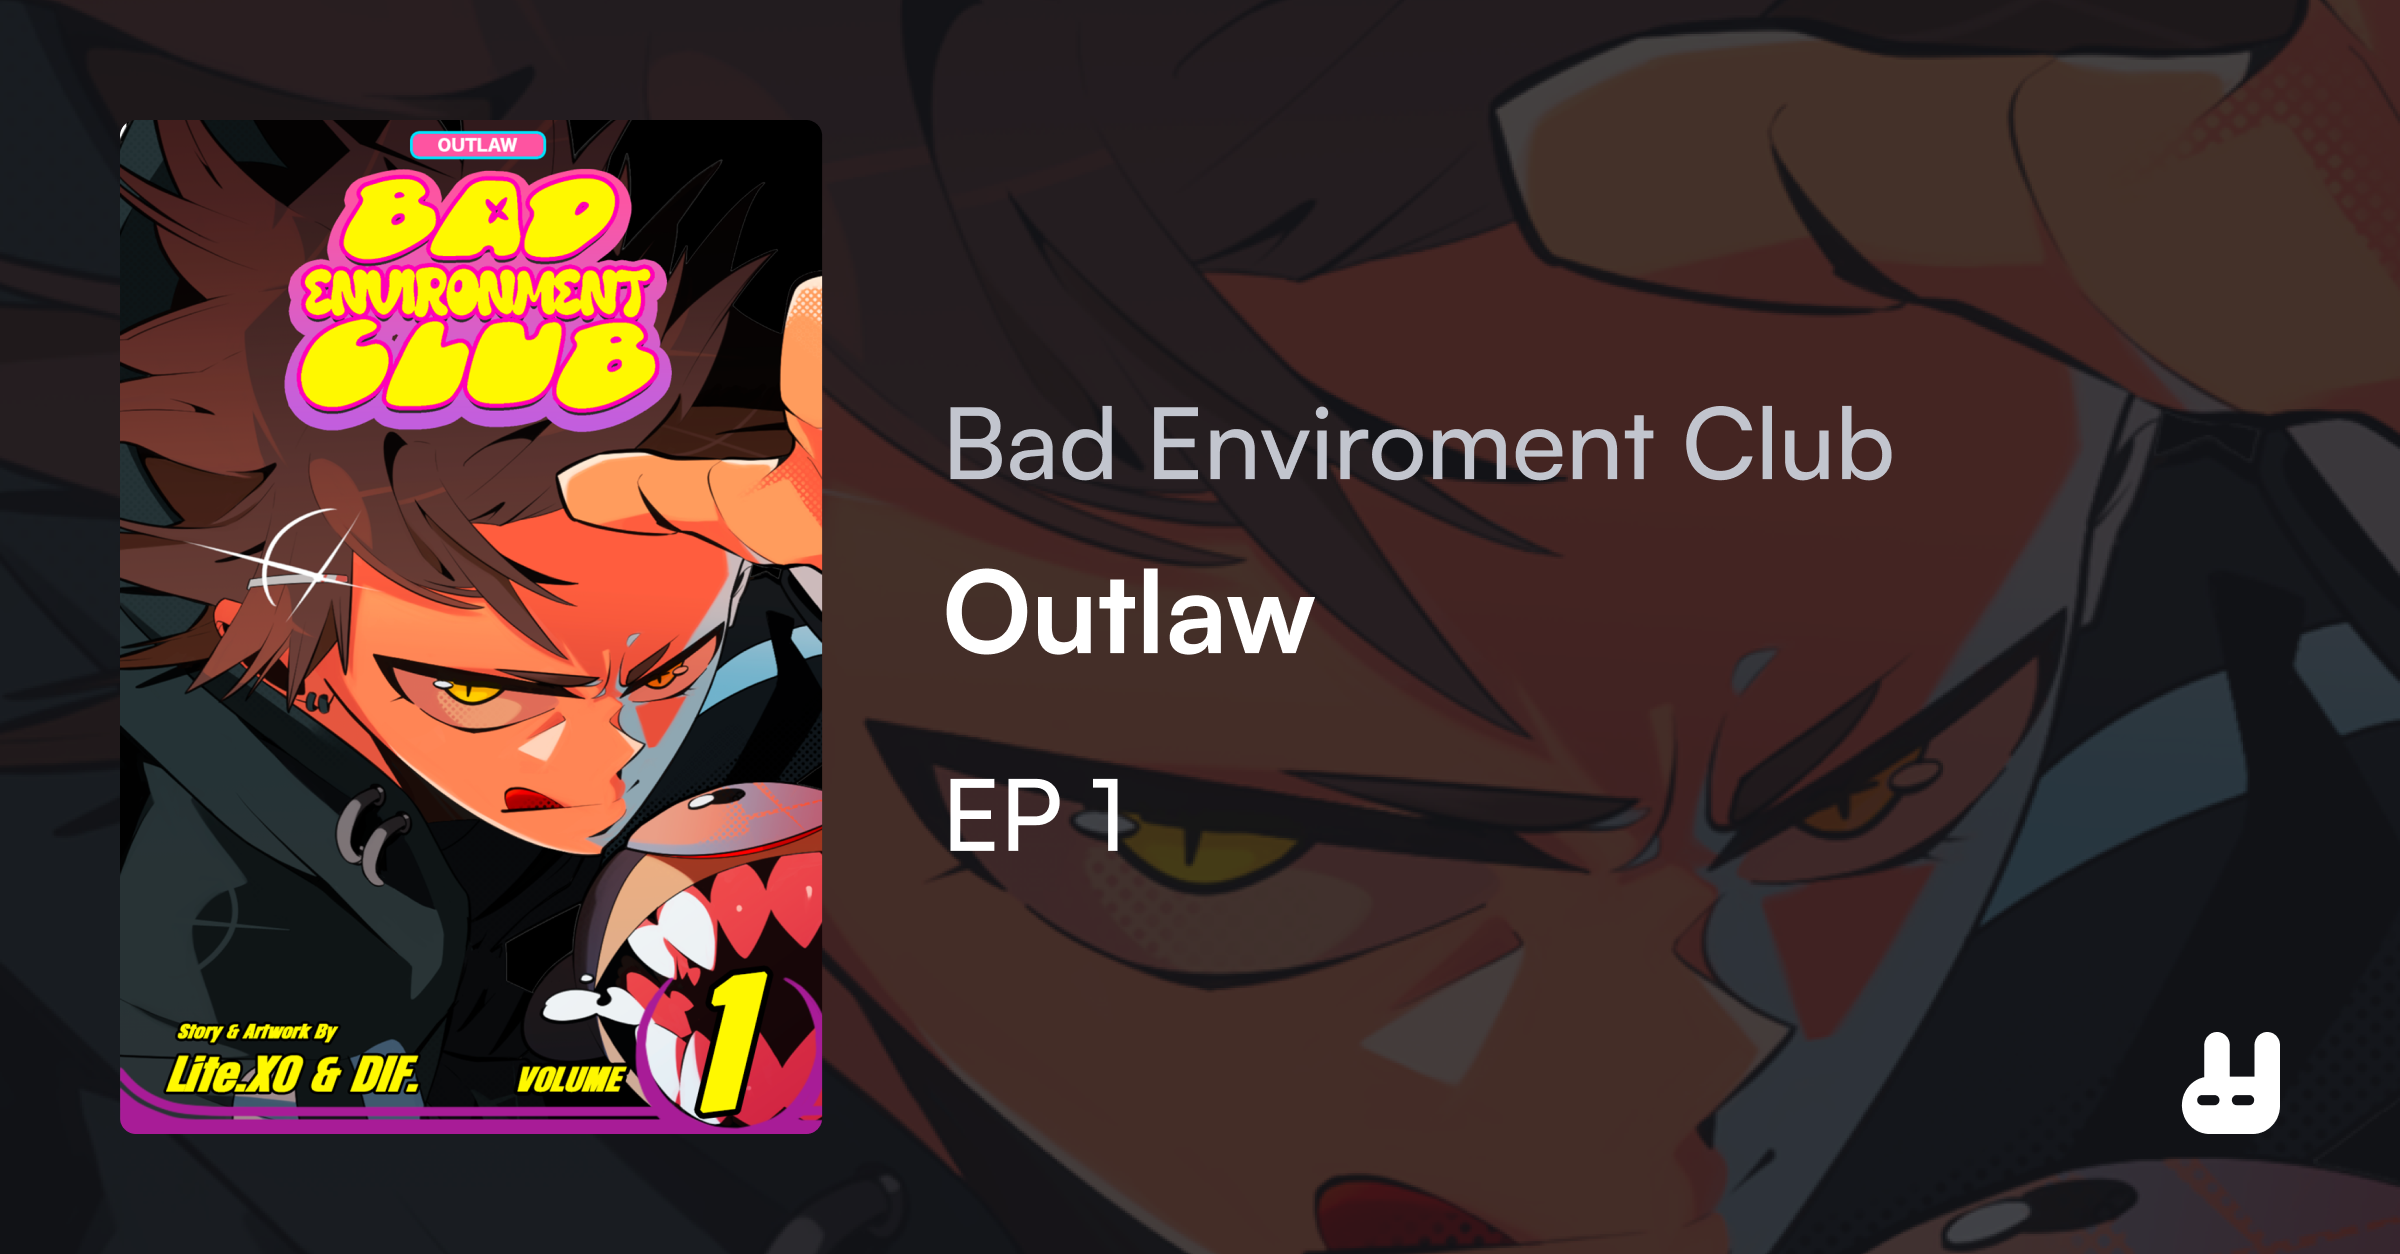 OUTLAW
BAD
ENVIRONMENT
CLUB
Story & Artwork By
Lite.XO & DIF.
VOLUME 1
Bad Enviroment Club
Outlaw
EP 1